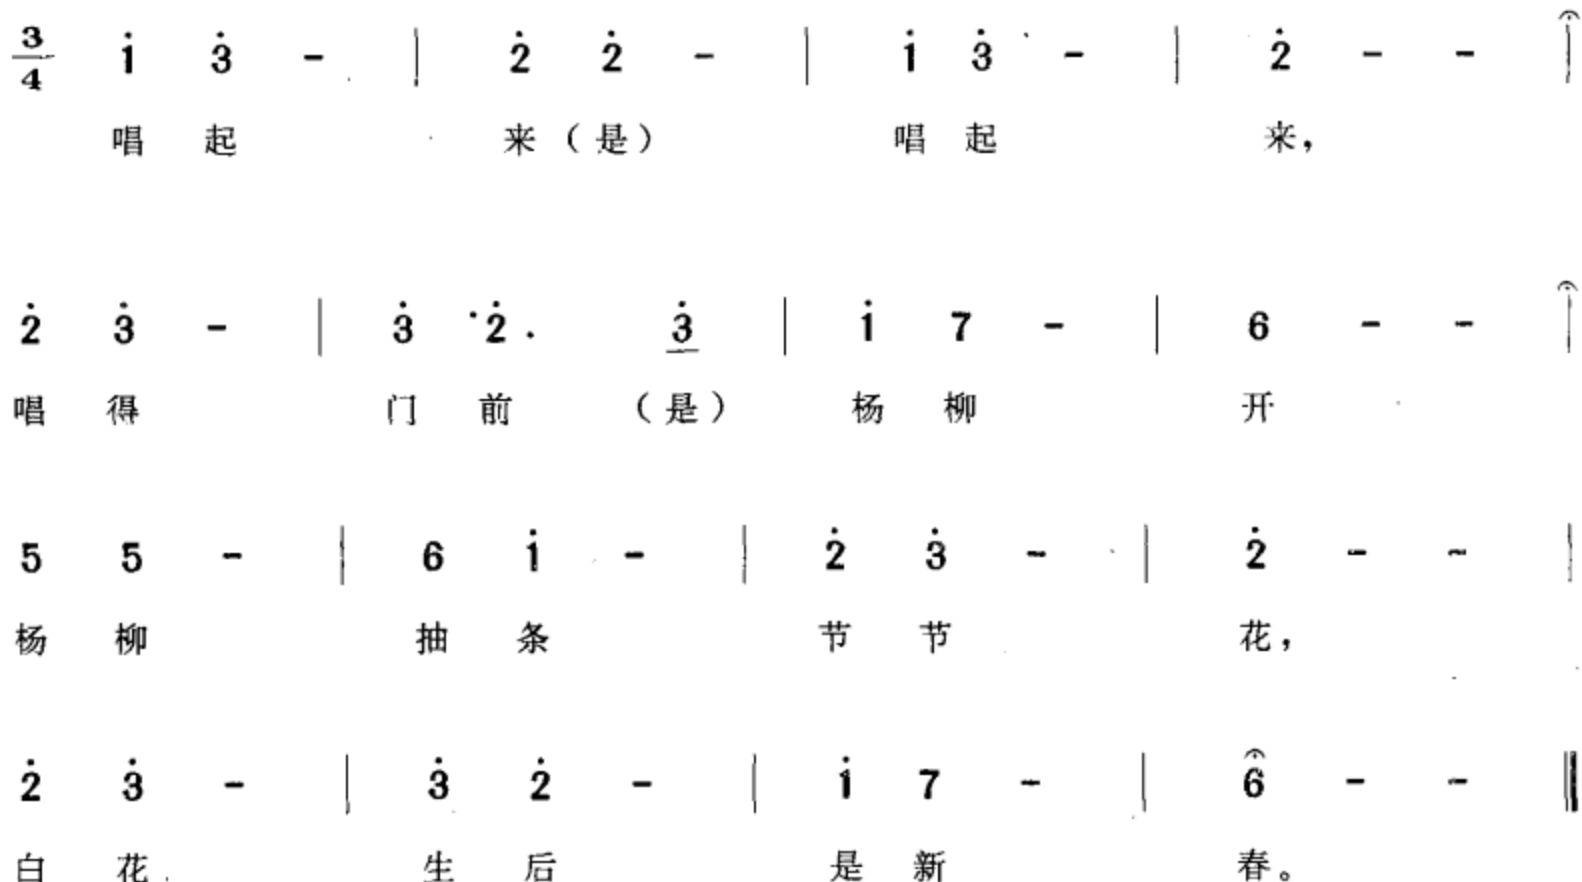 3/4 1̇ 3̇ - | 2̇ 2̇ - | 1̇ 3̇ - | 2̇ - - |
唱 起 来（是） 唱 起 来，
2̇ 3̇ - | 3̇ 2̇. 3̇ | 1̇ 7 - | 6 - - |
唱 得 门 前 （是） 杨 柳 开
5 5 - | 6 1̇ - | 2̇ 3̇ - | 2̇ - - |
杨 柳 抽 条 节 节 花，
2̇ 3̇ - | 3̇ 2̇ - | 1̇ 7 - | 6 - - ‖
白 花 生 后 是 新 春。